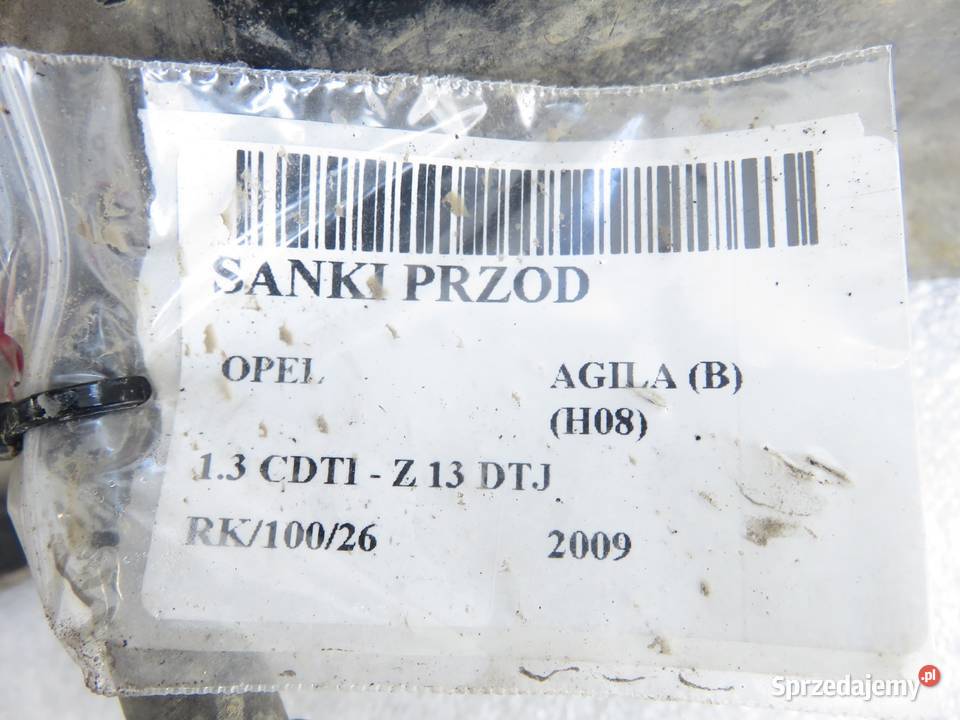 SANKI PRZOD
OPEL AGILA (B)
(H08)
1.3 CDTI - Z 13 DTJ
RK/100/26 2009
Sprzedajemy.pl